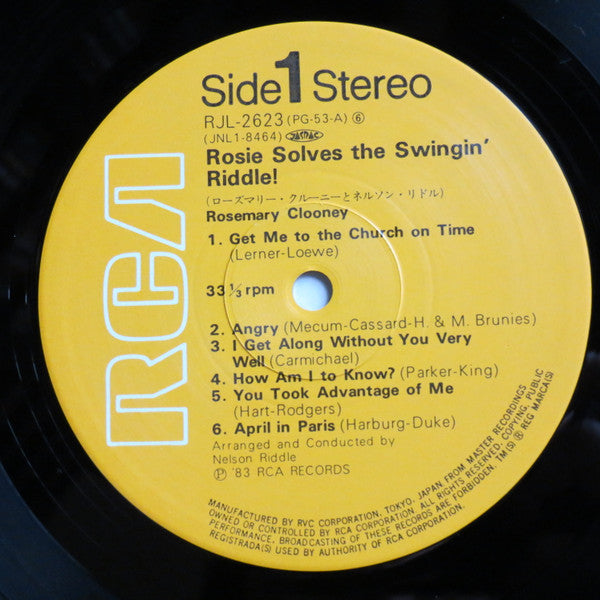 Side 1 Stereo
RJL-2623 (PG-53-A) ⑥
(JNL1-8464) JASRAC
Rosie Solves the Swingin'
Riddle!
(ローズマリー・クルーニーとネルソン・リドル)
Rosemary Clooney
1. Get Me to the Church on Time
(Lerner-Loewe)
33 1/3 rpm
2. Angry (Mecum-Cassard-H. & M. Brunies)
3. I Get Along Without You Very
Well (Carmichael)
4. How Am I to Know? (Parker-King)
5. You Took Advantage of Me
(Hart-Rodgers)
6. April in Paris (Harburg-Duke)
Arranged and Conducted by
Nelson Riddle
Ⓟ '83 RCA RECORDS
RCA
MANUFACTURED BY RVC CORPORATION, TOKYO, JAPAN FROM MASTER RECORDINGS
OWNED OR CONTROLLED BY RCA CORPORATION. ALL RIGHTS RESERVED. COPYING, PUBLIC
PERFORMANCE, BROADCASTING OF THESE RECORDS ARE FORBIDDEN. TM(S) ® REG MARCA(S)
REGISTRADA(S) USED BY AUTHORITY OF RCA CORPORATION.